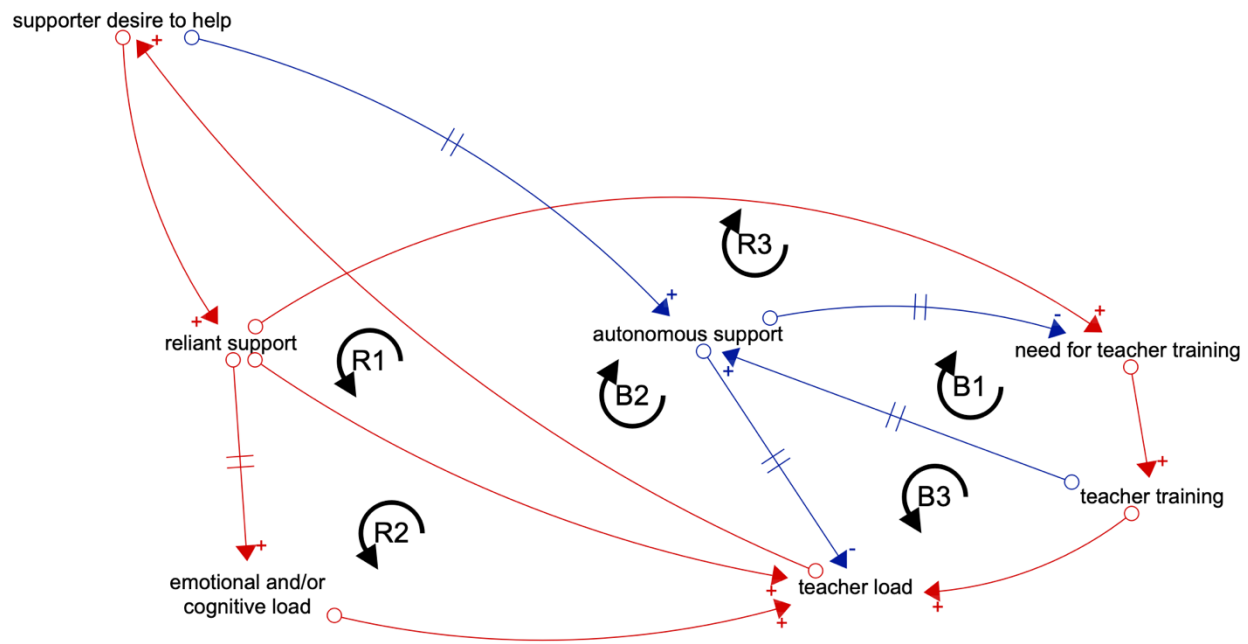 supporter desire to help
+
+
R3
+
autonomous support
-
+
need for teacher training
+
reliant support
R1
+
B2
B1
+
teacher training
B3
R2
+
emotional and/or
cognitive load
-
teacher load
+
+
+